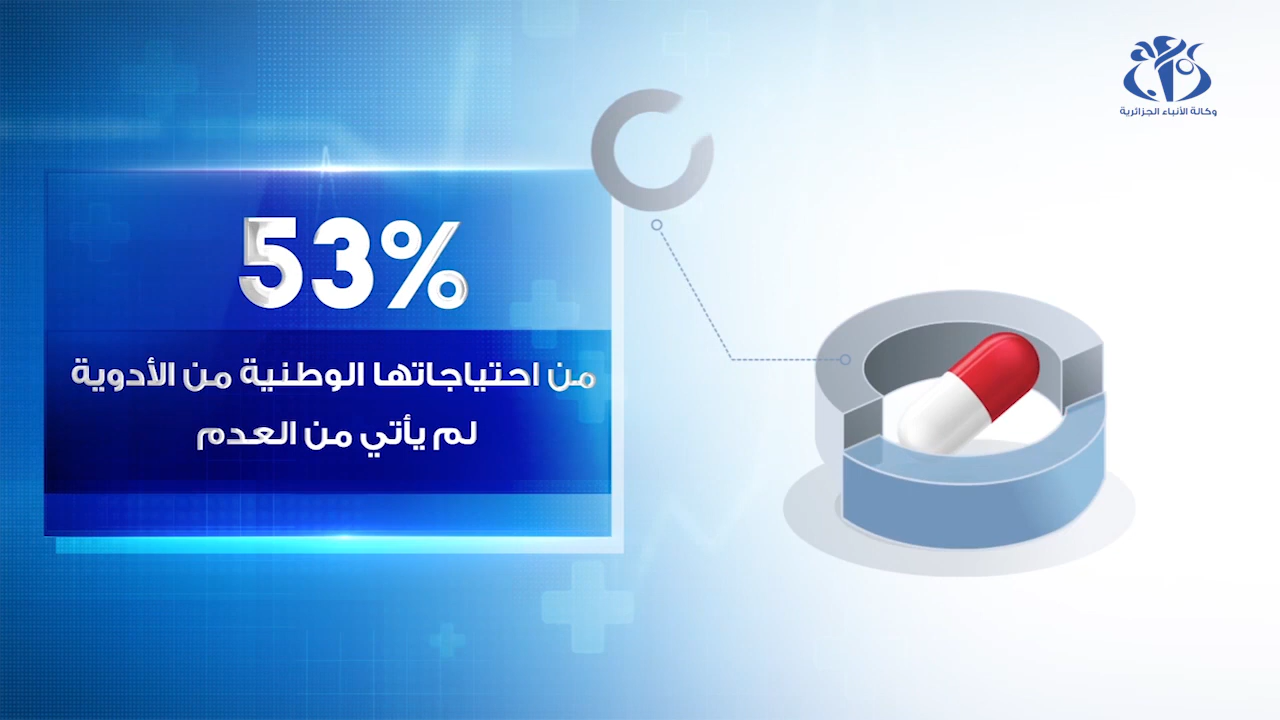 وكالة الأنباء الجزائرية
53%
من احتياجاتها الوطنية من الأدوية
لم يأتي من العدم